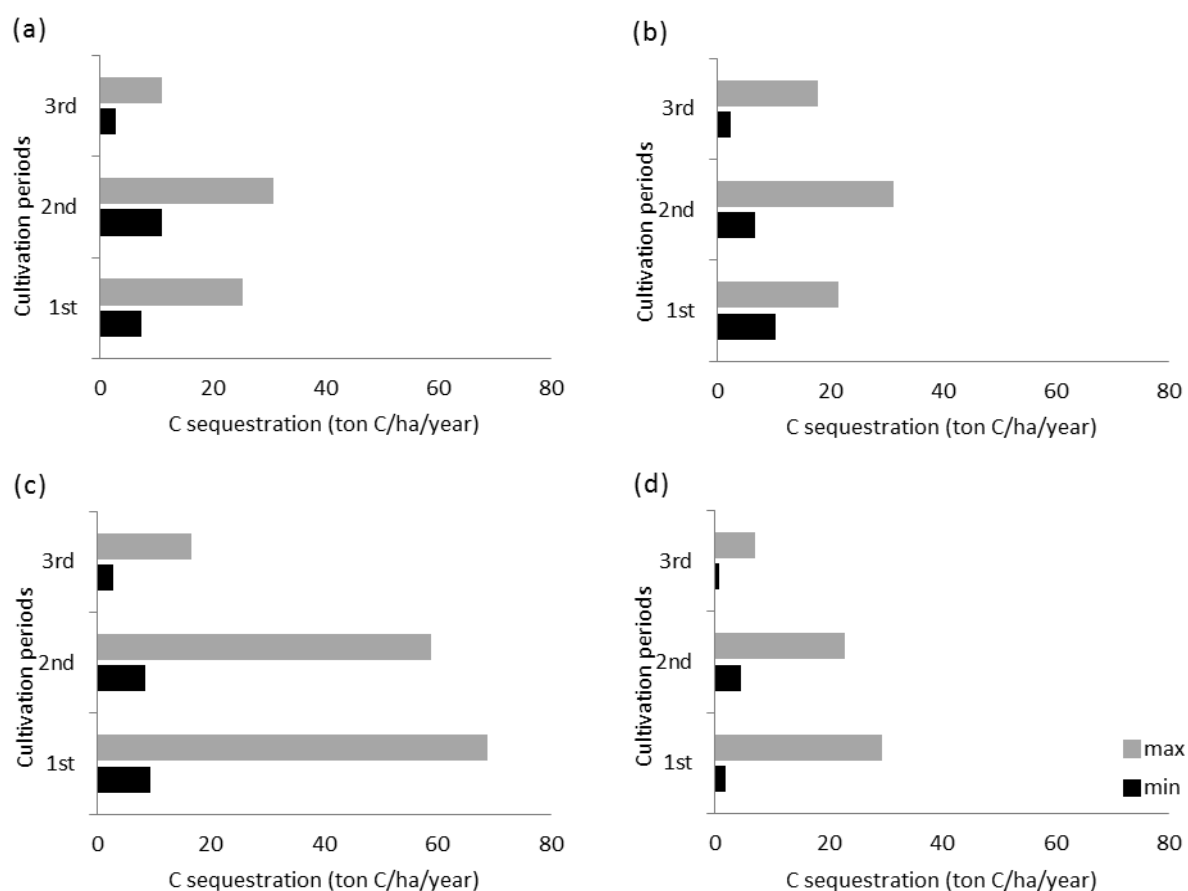 (a)
Cultivation periods
3rd
2nd
1st
0 20 40 60 80
C sequestration (ton C/ha/year)
(b)
Cultivation periods
3rd
2nd
1st
0 20 40 60 80
C sequestration (ton C/ha/year)
(c)
Cultivation periods
3rd
2nd
1st
0 20 40 60 80
C sequestration (ton C/ha/year)
(d)
Cultivation periods
3rd
2nd
1st
0 20 40 60 80
C sequestration (ton C/ha/year)
max
min